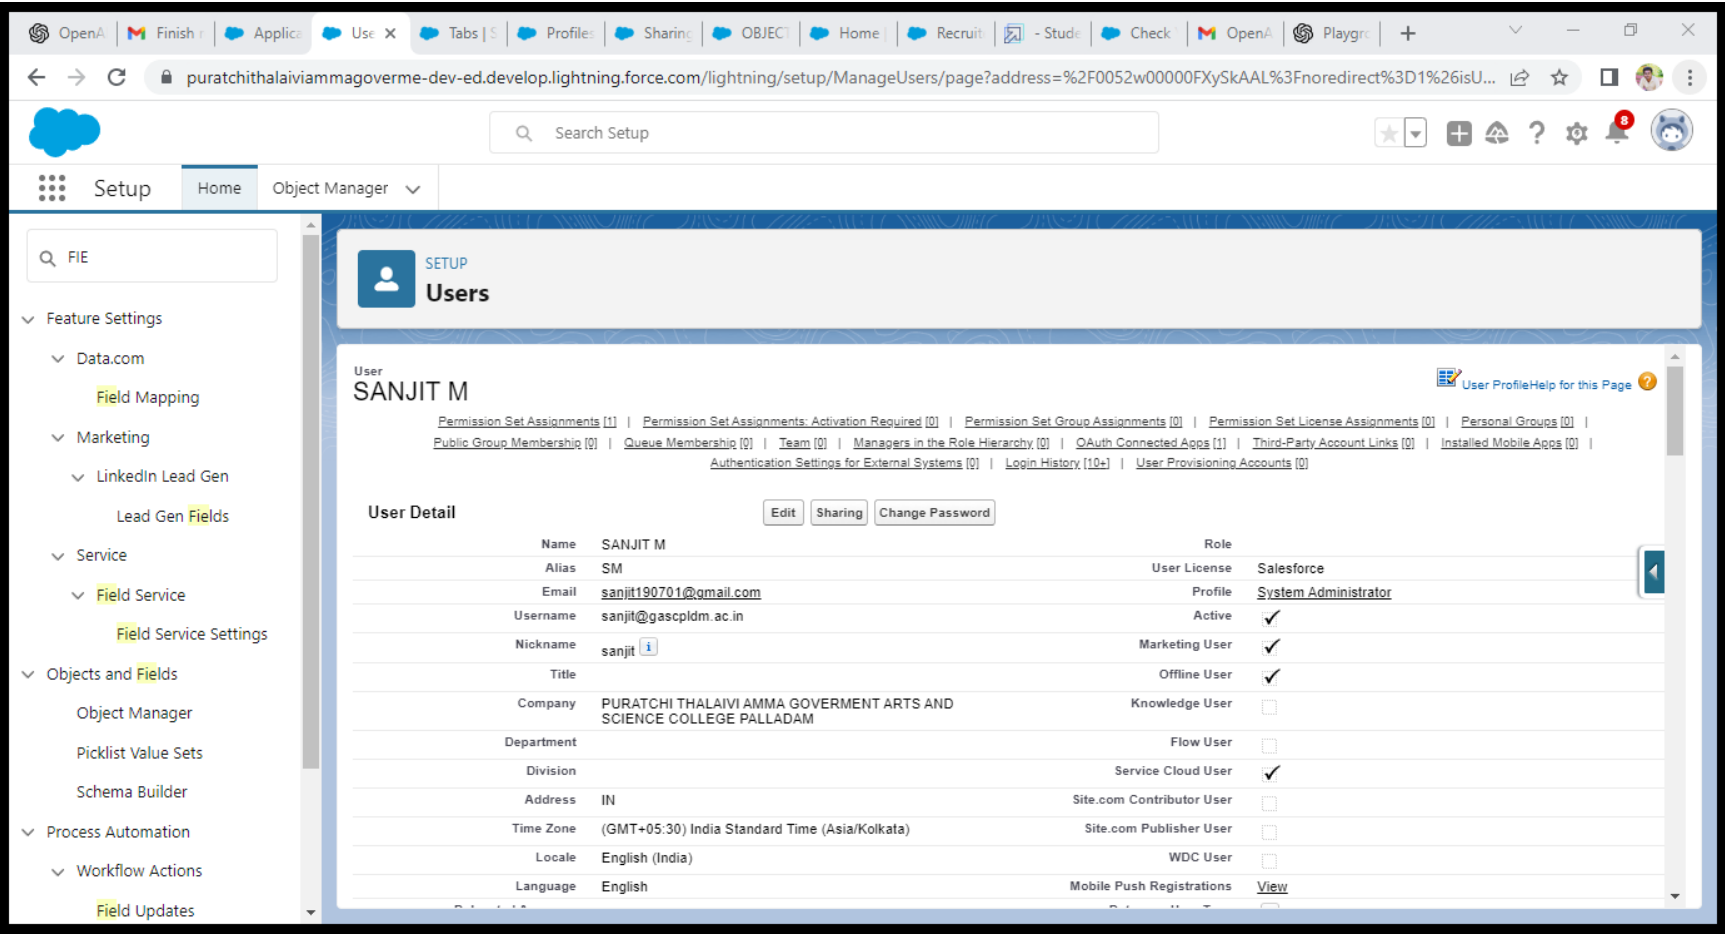 OpenA
Finish r
Applica
Use
Tabs | S
Profiles
Sharing
OBJECT
Home |
Recruit
- Stude
Check
OpenA
Playgro
puratchithalaiviammagoverme-dev-ed.develop.lightning.force.com/lightning/setup/ManageUsers/page?address=%2F0052w00000FXySkAAL%3Fnoredirect%3D1%26isU...
Search Setup
8
Setup Home Object Manager
FIE
Feature Settings
Data.com
Field Mapping
Marketing
LinkedIn Lead Gen
Lead Gen Fields
Service
Field Service
Field Service Settings
Objects and Fields
Object Manager
Picklist Value Sets
Schema Builder
Process Automation
Workflow Actions
Field Updates
SETUP
Users
User
SANJIT M
User Profile Help for this Page ?
Permission Set Assignments [1] | Permission Set Assignments: Activation Required [0] | Permission Set Group Assignments [0] | Permission Set License Assignments [0] | Personal Groups [0] |
Public Group Membership [0] | Queue Membership [0] | Team [0] | Managers in the Role Hierarchy [0] | OAuth Connected Apps [1] | Third-Party Account Links [0] | Installed Mobile Apps [0] |
Authentication Settings for External Systems [0] | Login History [10+] | User Provisioning Accounts [0]
User Detail Edit Sharing Change Password
Name SANJIT M Role
Alias SM User License Salesforce
Email sanjit190701@gmail.com Profile System Administrator
Username sanjit@gascpldm.ac.in Active
Nickname sanjit i Marketing User
Title Offline User
Company PURATCHI THALAIVI AMMA GOVERMENT ARTS AND Knowledge User
SCIENCE COLLEGE PALLADAM
Department Flow User
Division Service Cloud User
Address IN Site.com Contributor User
Time Zone (GMT+05:30) India Standard Time (Asia/Kolkata) Site.com Publisher User
Locale English (India) WDC User
Language English Mobile Push Registrations View